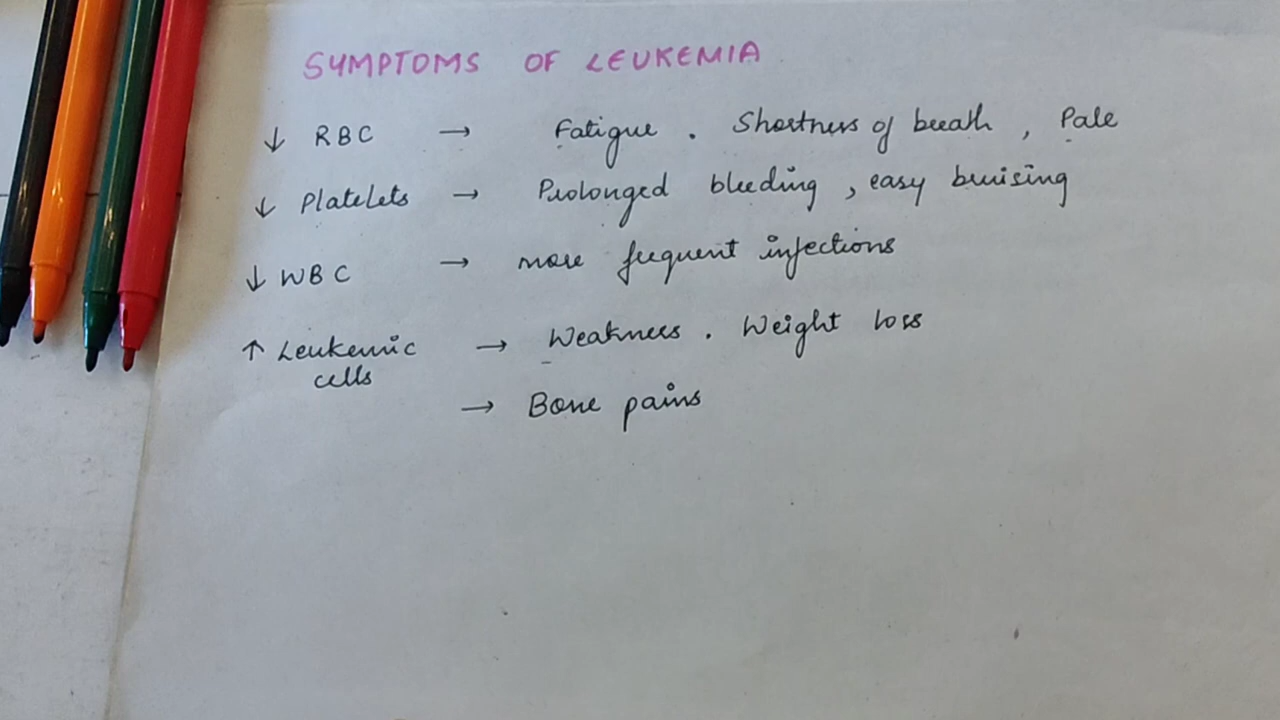 SYMPTOMS OF LEUKEMIA
↓ RBC → Fatigue . Shortness of breath , Pale
↓ Platelets → Prolonged bleeding , easy bruising
↓ WBC → more frequent infections
↑ Leukemic cells → Weakness . Weight loss
→ Bone pains